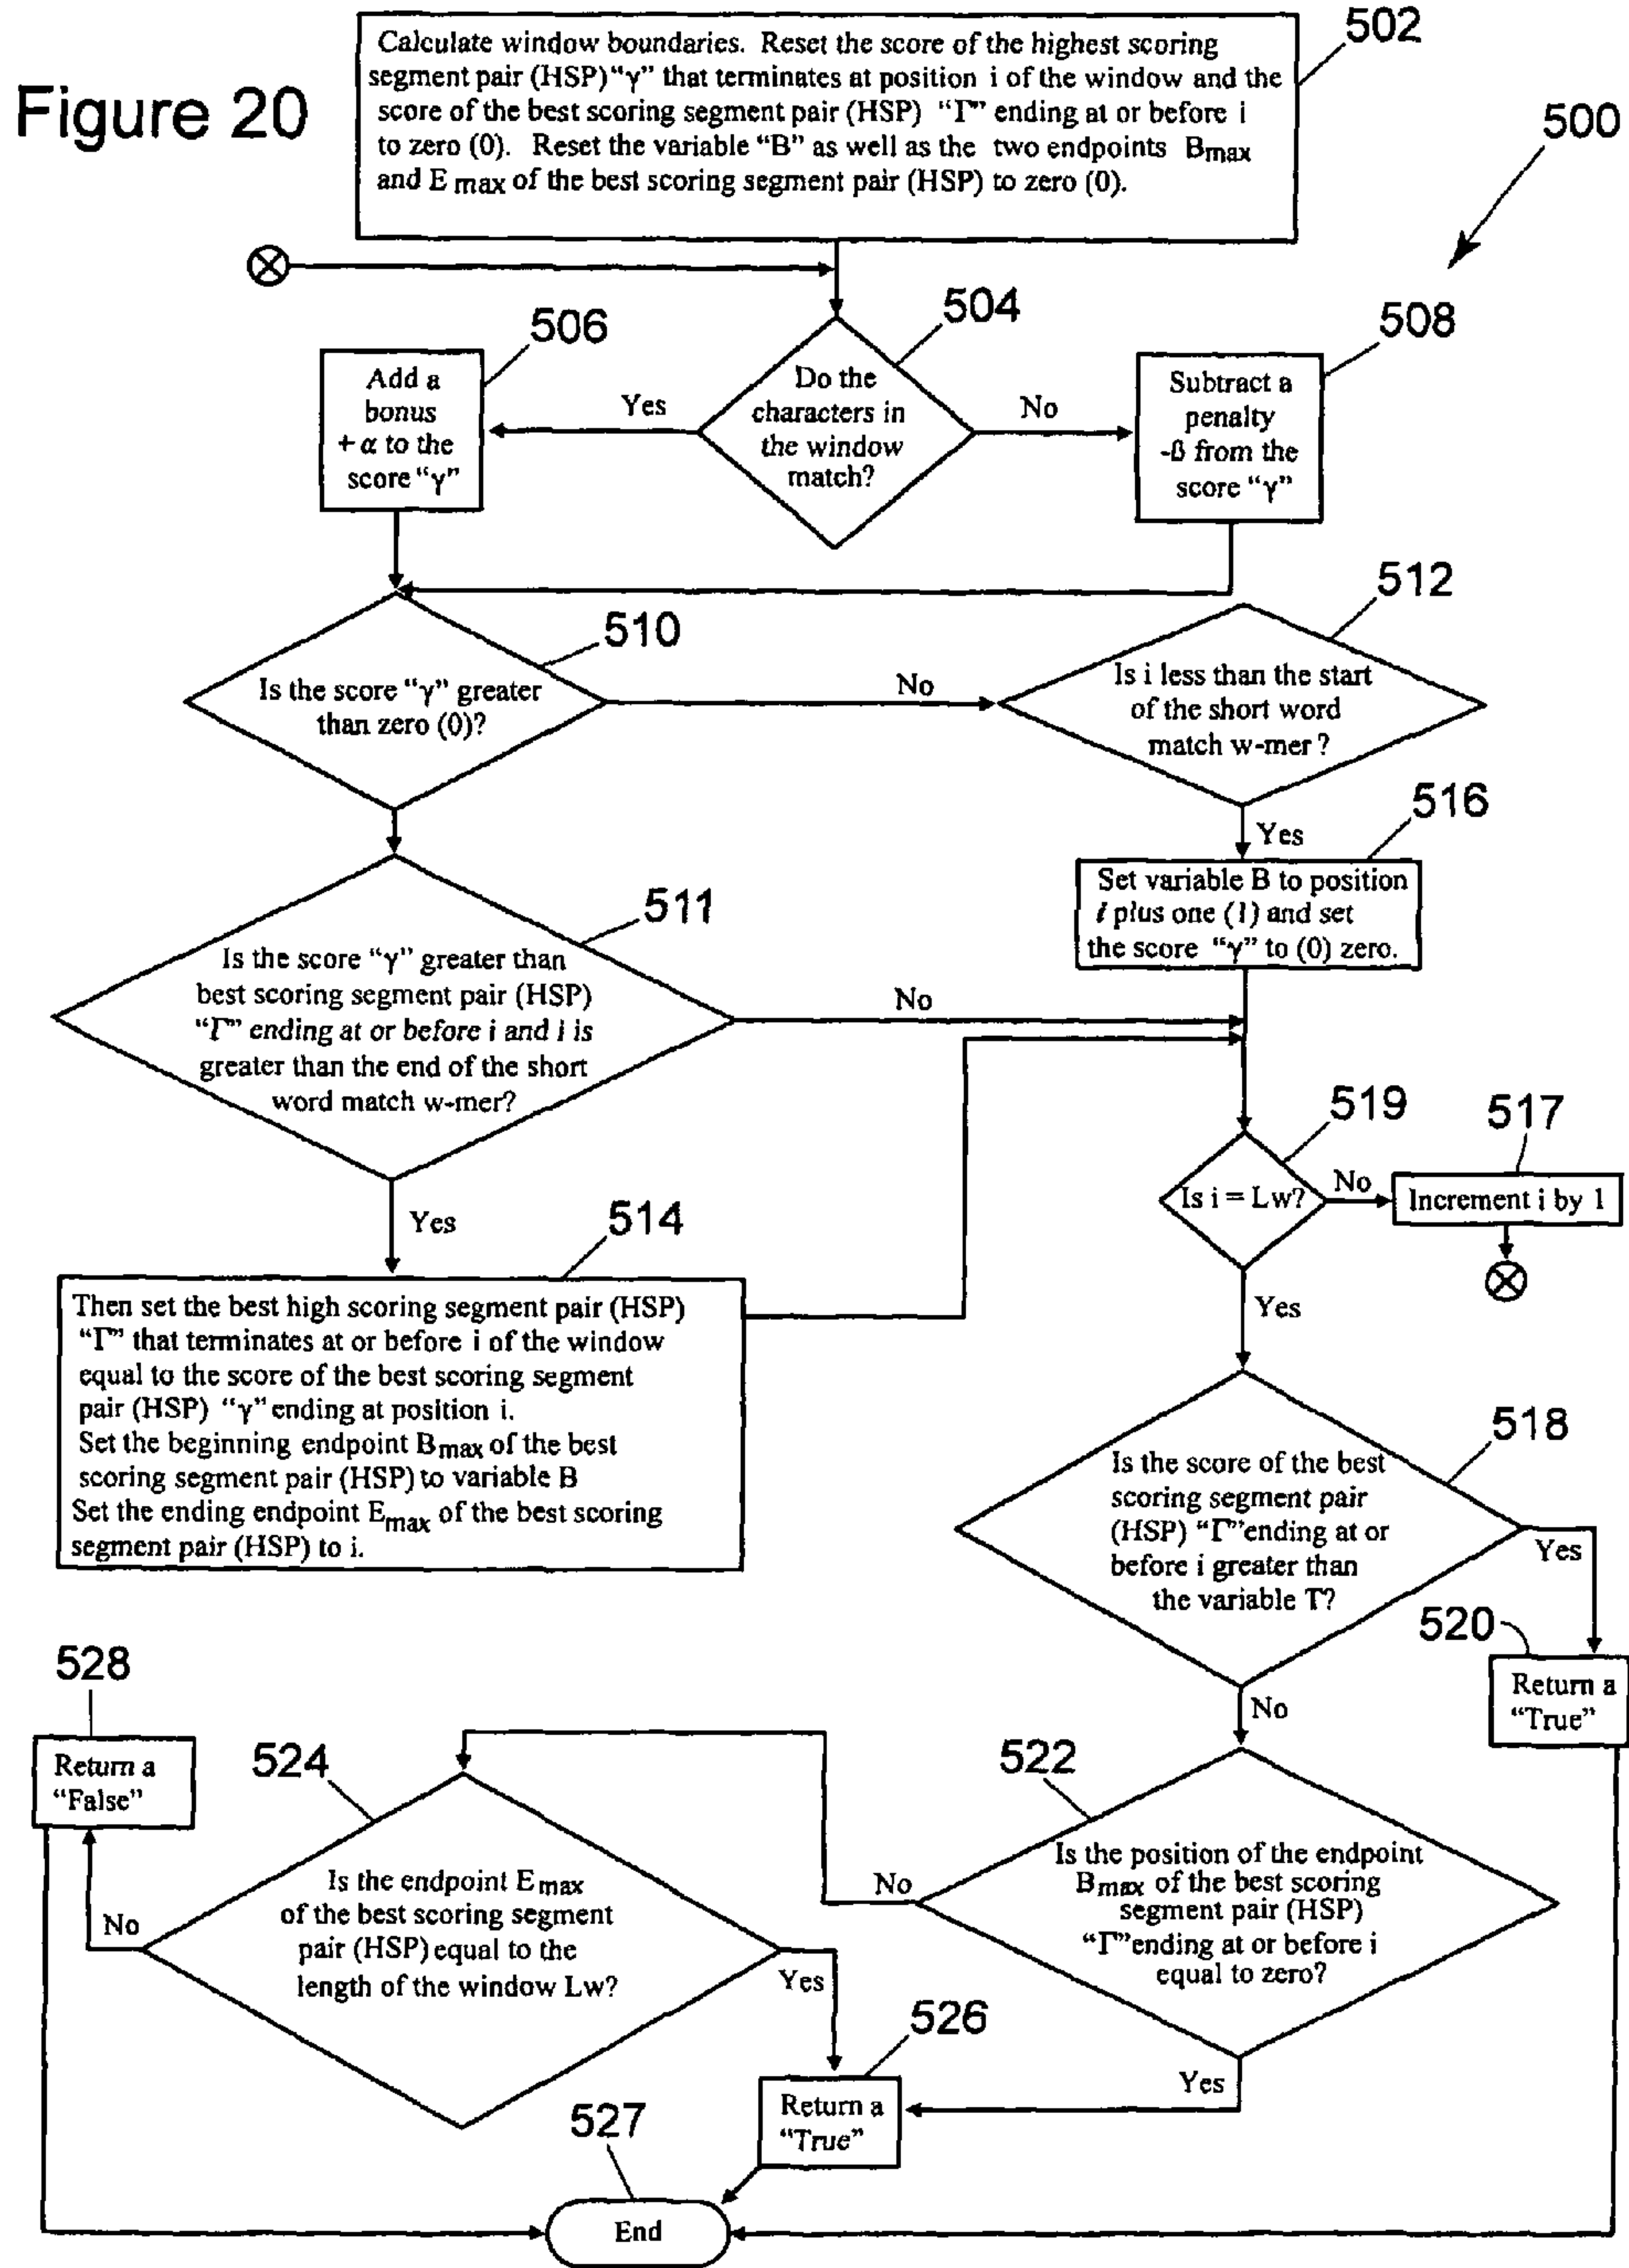 Figure 20
Calculate window boundaries. Reset the score of the highest scoring
segment pair (HSP) “γ” that terminates at position i of the window and the
score of the best scoring segment pair (HSP) “Γ” ending at or before i
to zero (0). Reset the variable “B” as well as the two endpoints Bmax
and E max of the best scoring segment pair (HSP) to zero (0).
502
500
504
506
508
Add a
bonus
+ α to the
score “γ”
Yes
Do the
characters in
the window
match?
No
Subtract a
penalty
-ß from the
score “γ”
510
512
Is the score “γ” greater
than zero (0)?
No
Is i less than the start
of the short word
match w-mer ?
Yes
516
Set variable B to position
i plus one (1) and set
the score “γ” to (0) zero.
511
Is the score “γ” greater than
best scoring segment pair (HSP)
“Γ” ending at or before i and i is
greater than the end of the short
word match w-mer?
No
Yes
519
517
Is i = Lw?
No
Increment i by 1
Yes
514
Then set the best high scoring segment pair (HSP)
“Γ” that terminates at or before i of the window
equal to the score of the best scoring segment
pair (HSP) “γ” ending at position i.
Set the beginning endpoint Bmax of the best
scoring segment pair (HSP) to variable B
Set the ending endpoint Emax of the best scoring
segment pair (HSP) to i.
518
Is the score of the best
scoring segment pair
(HSP) “Γ” ending at or
before i greater than
the variable T?
Yes
No
520
Return a
“True”
528
Return a
“False”
524
522
Is the endpoint Emax
of the best scoring segment
pair (HSP) equal to the
length of the window Lw?
No
Yes
Is the position of the endpoint
Bmax of the best scoring
segment pair (HSP)
“Γ” ending at or before i
equal to zero?
No
Yes
526
Return a
“True”
527
End